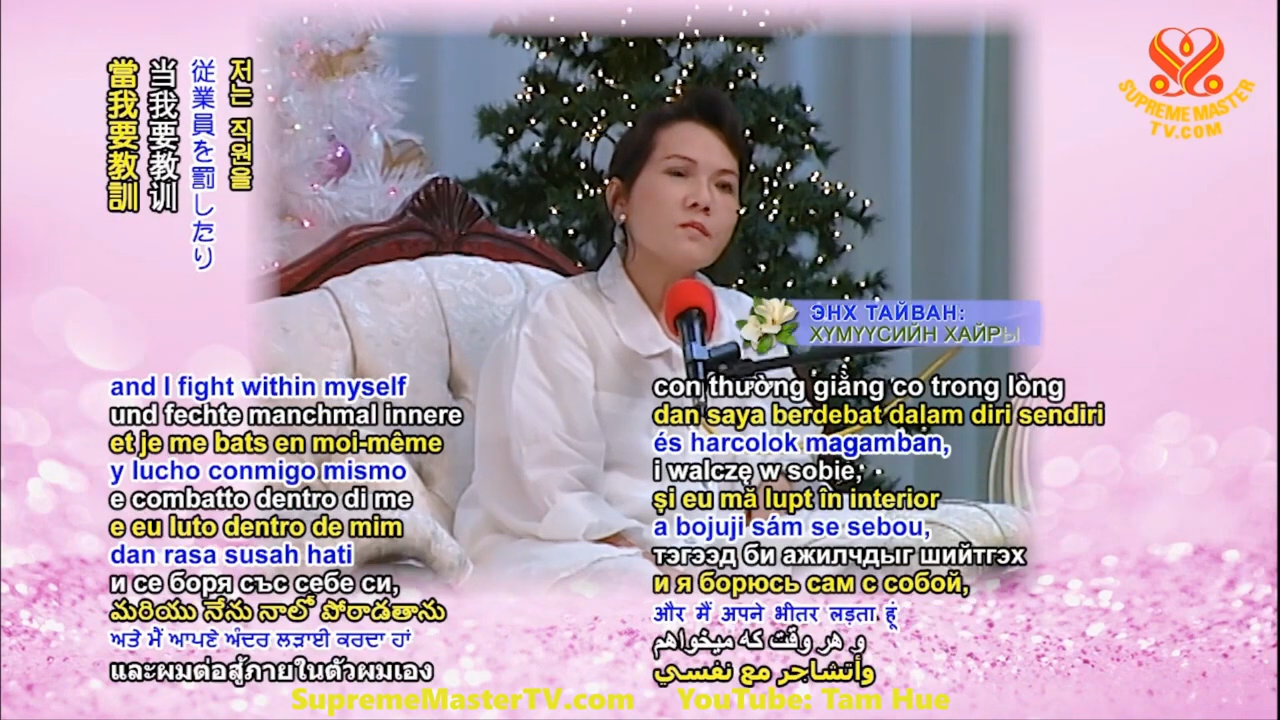 當我要教訓
当我要教训
従業員を罰したり
저는 직원을
SUPREME MASTER
TV.COM
ЭНХ ТАЙВАН:
ХҮМҮҮСИЙН ХАЙРЫ
and I fight within myself
und fechte manchmal innere
et je me bats en moi-même
y lucho conmigo mismo
e combatto dentro di me
e eu luto dentro de mim
dan rasa susah hati
и се боря със себе си,
మరియు నేను నాలో పోరాడతాను
ਅਤੇ ਮੈਂ ਆਪਣੇ ਅੰਦਰ ਲੜਾਈ ਕਰਦਾ ਹਾਂ
และผมต่อสู้ภายในตัวผมเอง
con thường giằng co trong lòng
dan saya berdebat dalam diri sendiri
és harcolok magamban,
i walczę w sobie,
și eu mă lupt în interior
a bojuji sám se sebou,
тэгээд би ажилчдыг шийтгэх
и я борюсь сам с собой,
और मैं अपने भीतर लड़ता हूं
و هر وقت که میخواهم
وأتشاجر مع نفسي
SupremeMasterTV.com YouTube: Tam Hue